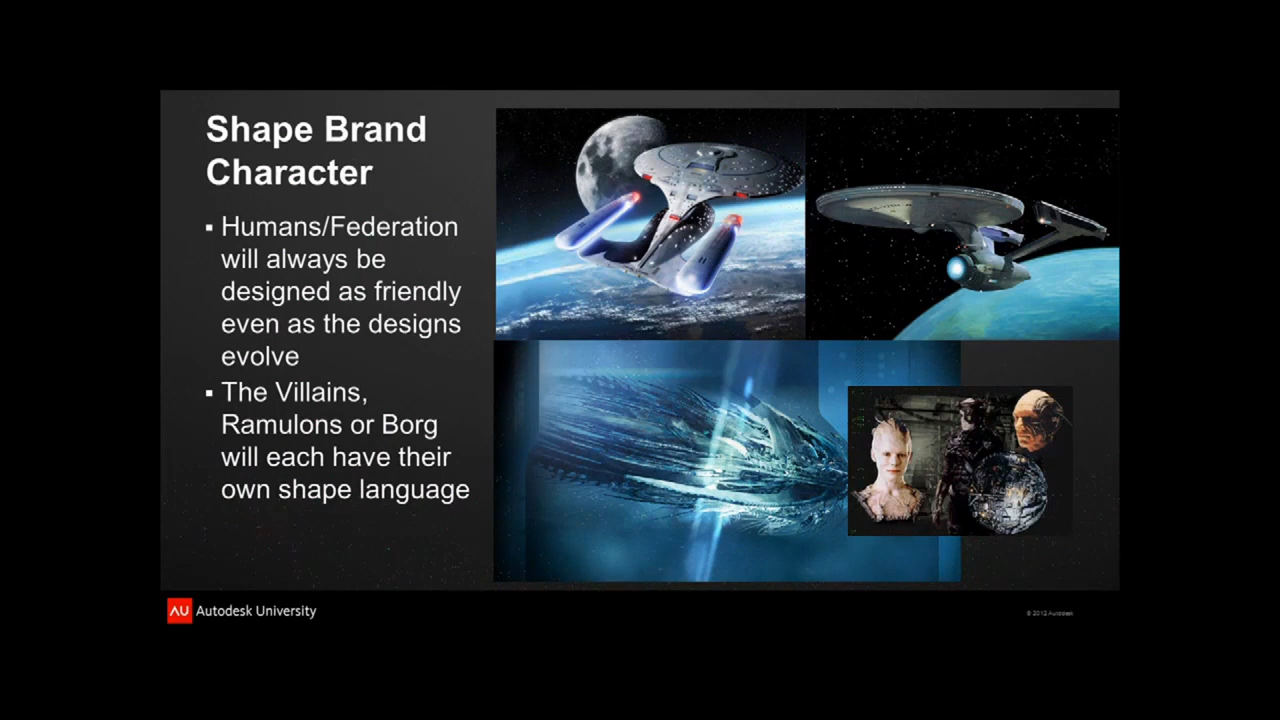 Shape Brand
Character
▪ Humans/Federation
will always be
designed as friendly
even as the designs
evolve
▪ The Villains,
Ramulons or Borg
will each have their
own shape language
AU Autodesk University
© 2012 Autodesk